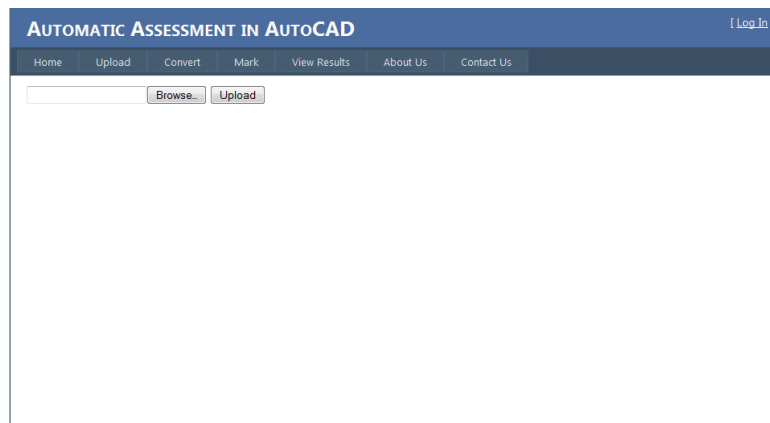 AUTOMATIC ASSESSMENT IN AUTOCAD
[ Log In
Home Upload Convert Mark View Results About Us Contact Us
Browse... Upload